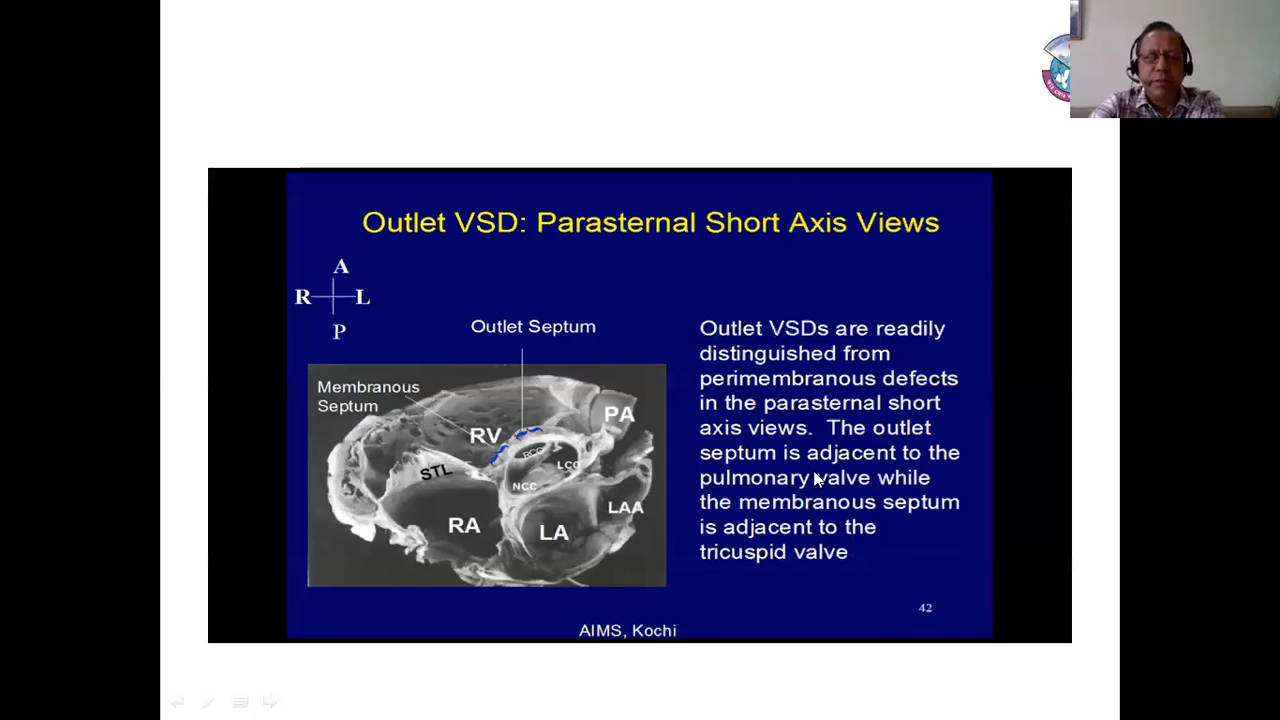 Outlet VSD: Parasternal Short Axis Views
A
R L
P
Outlet Septum
Membranous
Septum
PA
RV
RCC
LCC
STL
NCC
LAA
RA
LA
Outlet VSDs are readily
distinguished from
perimembranous defects
in the parasternal short
axis views. The outlet
septum is adjacent to the
pulmonary valve while
the membranous septum
is adjacent to the
tricuspid valve
42
AIMS, Kochi